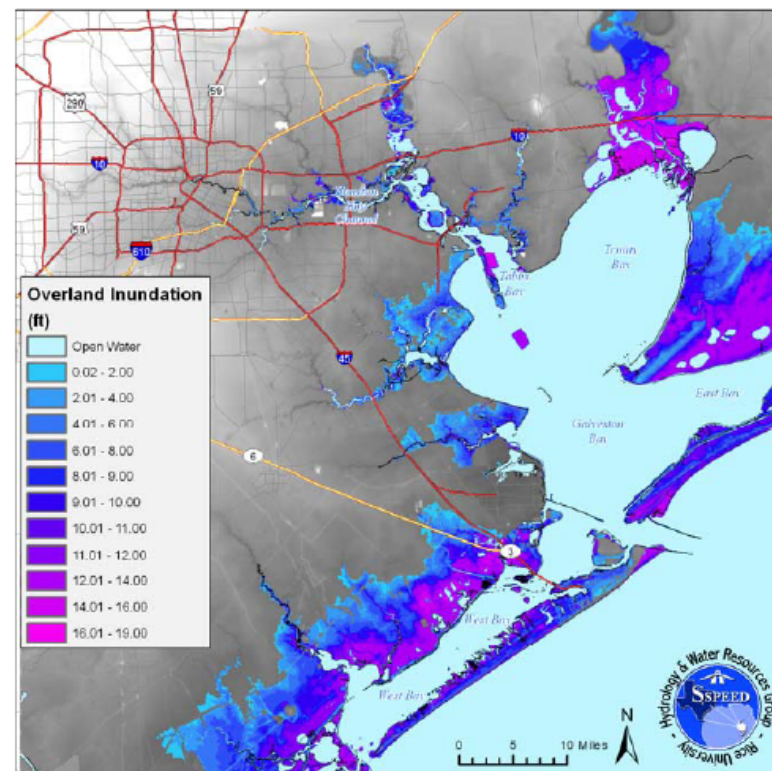 290
59
10
10
Houston
Ship
Channel
59
610
Trinity
Bay
Tabbs
Bay
Overland Inundation
(ft)
Open Water
0.02 - 2.00
2.01 - 4.00
4.01 - 6.00
6.01 - 8.00
8.01 - 9.00
9.01 - 10.00
10.01 - 11.00
11.01 - 12.00
12.01 - 14.00
14.01 - 16.00
16.01 - 19.00
45
East Bay
Galveston
Bay
6
3
West Bay
West Bay
N
0 5 10 Miles
Hydrology & Water Resources Group - Rice University -
SSPEED